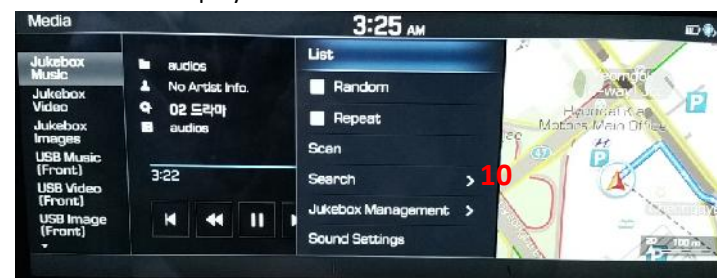 Media
3:25 AM
Jukebox
Music
Jukebox
Video
Jukebox
Images
USB Music
(Front)
USB Video
(Front)
USB Image
(Front)
audios
No Artist Info.
02 드라마
audios
3:22
List
Random
Repeat
Scan
Search > 10
Jukebox Management >
Sound Settings
P
Motors Main Office
P
2D 100 m